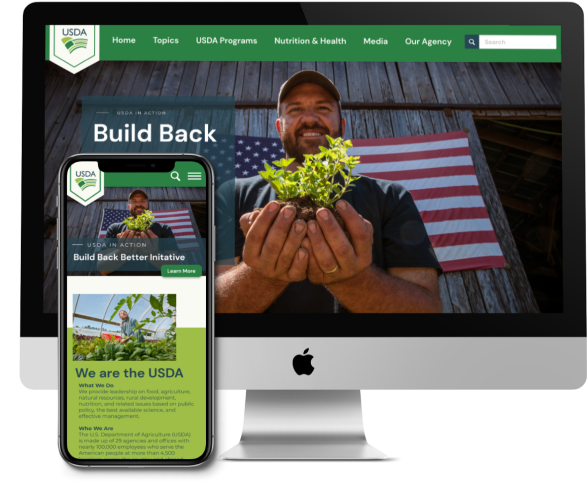 USDA
Home Topics USDA Programs Nutrition & Health Media Our Agency Search
USDA IN ACTION
Build Back
USDA
USDA IN ACTION
Build Back Better Initative
Learn More
We are the USDA
What We Do
We provide leadership on food, agriculture,
natural resources, rural development,
nutrition, and related issues based on public
policy, the best available science, and
effective management.
Who We Are
The U.S. Department of Agriculture (USDA)
is made up of 29 agencies and offices with
nearly 100,000 employees who serve the
American people at more than 4,500